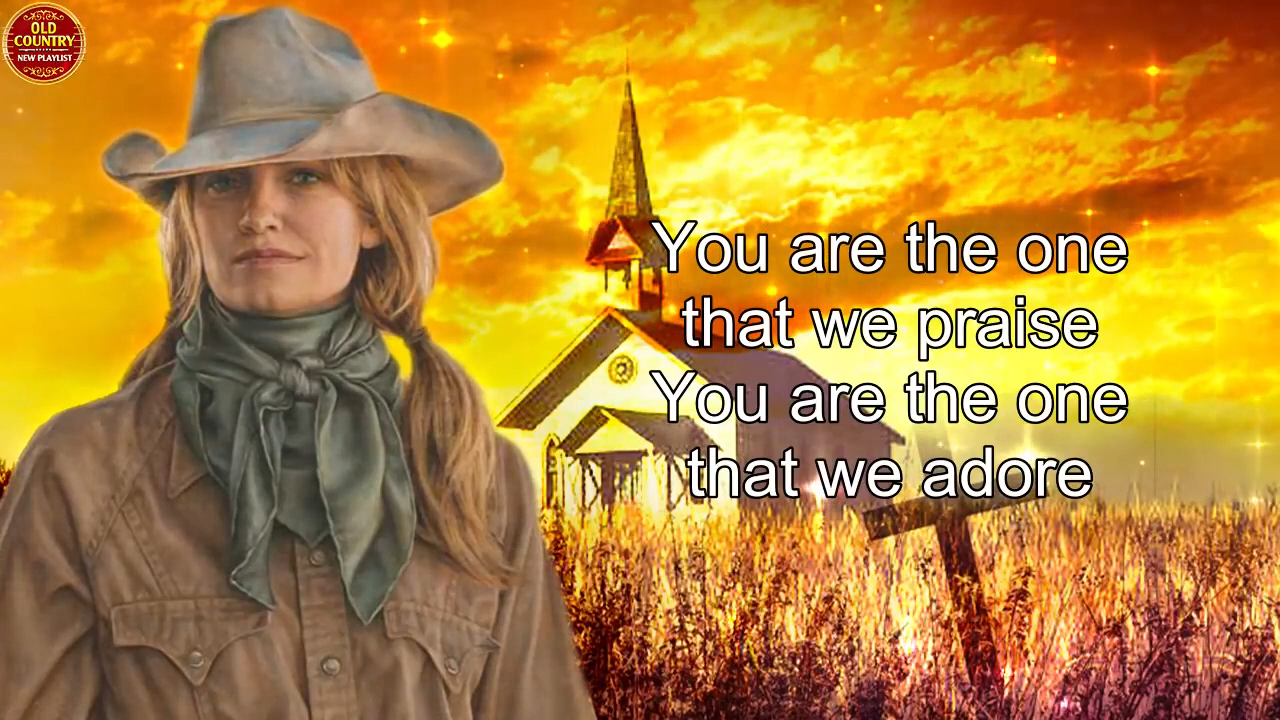 OLD
COUNTRY
NEW PLAYLIST
You are the one
that we praise
You are the one
that we adore